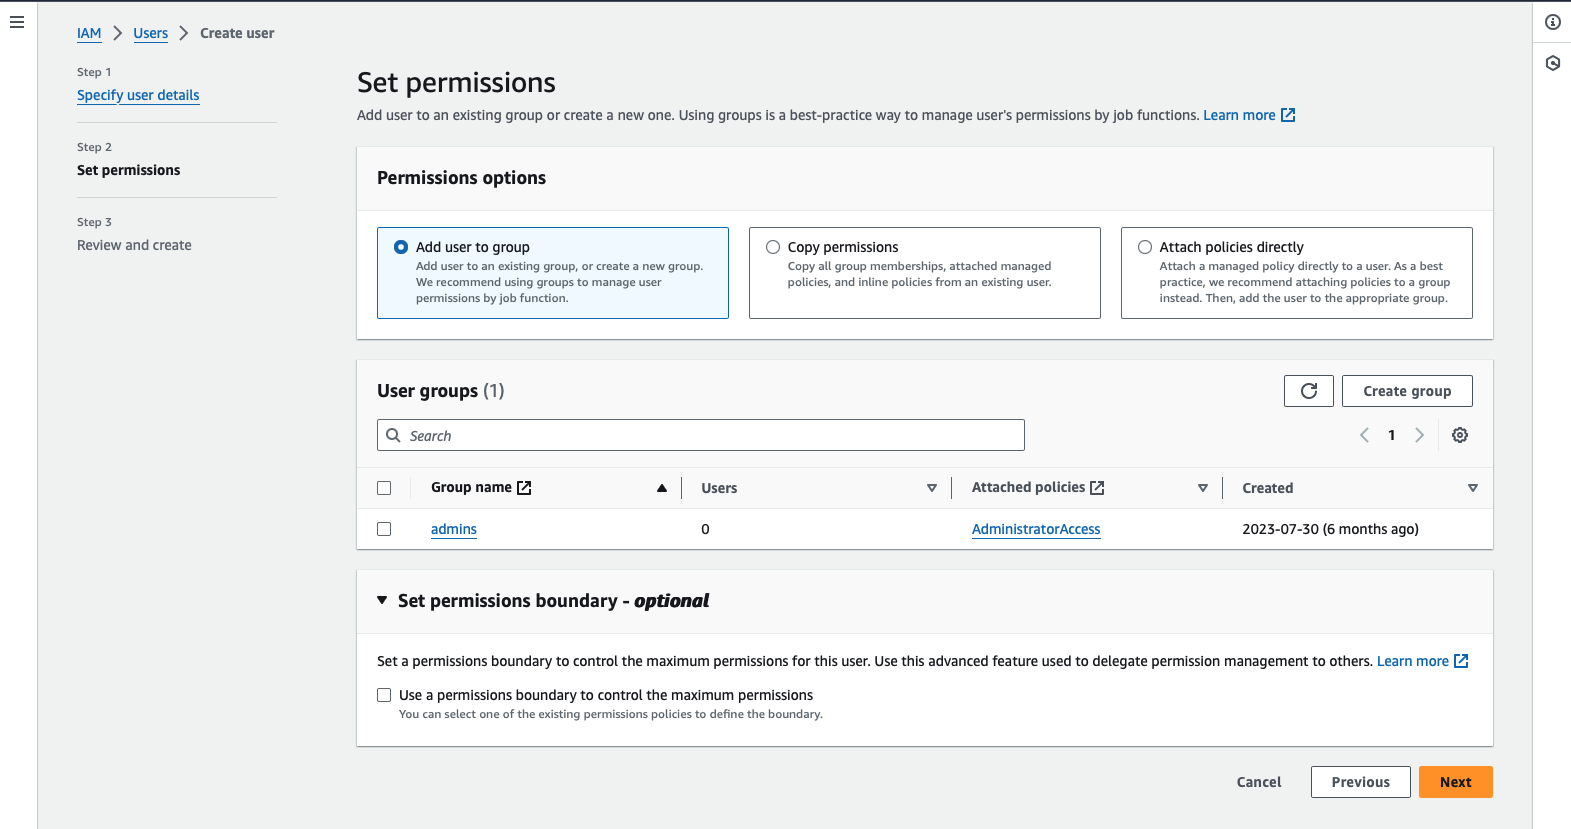 IAM > Users > Create user
Step 1
Specify user details
Step 2
Set permissions
Step 3
Review and create
Set permissions
Add user to an existing group or create a new one. Using groups is a best-practice way to manage user's permissions by job functions. Learn more
Permissions options
Add user to group
Add user to an existing group, or create a new group.
We recommend using groups to manage user
permissions by job function.
Copy permissions
Copy all group memberships, attached managed
policies, and inline policies from an existing user.
Attach policies directly
Attach a managed policy directly to a user. As a best
practice, we recommend attaching policies to a group
instead. Then, add the user to the appropriate group.
User groups (1)
Create group
Search
1
Group name Users Attached policies Created
admins 0 AdministratorAccess 2023-07-30 (6 months ago)
Set permissions boundary - optional
Set a permissions boundary to control the maximum permissions for this user. Use this advanced feature used to delegate permission management to others. Learn more
Use a permissions boundary to control the maximum permissions
You can select one of the existing permissions policies to define the boundary.
Cancel Previous Next